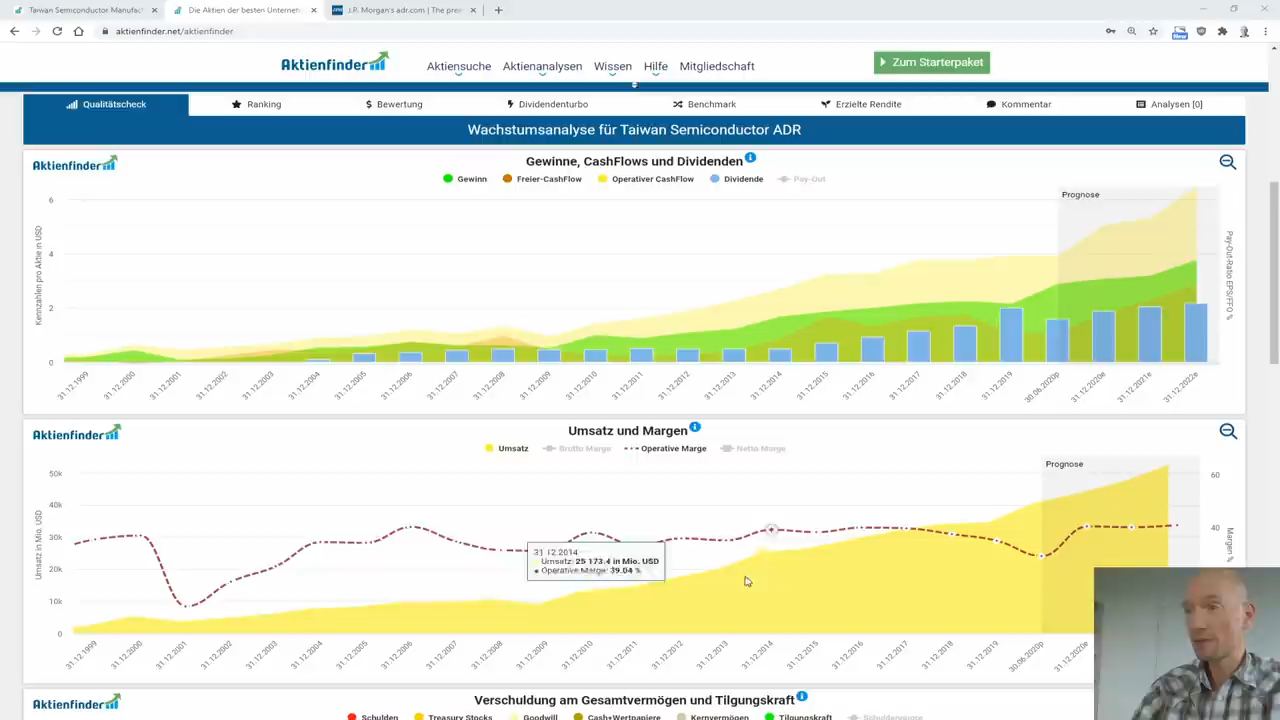 Taiwan Semiconductor Manufac
Die Aktien der besten Unterneh
J.P. Morgan's adr.com | The prem
aktienfinder.net/aktienfinder
Aktienfinder
Aktiensuche Aktienanalysen Wissen Hilfe Mitgliedschaft
Zum Starterpaket
Qualitätscheck Ranking Bewertung Dividendenturbo Benchmark Erzielte Rendite Kommentar Analysen [0]
Wachstumsanalyse für Taiwan Semiconductor ADR
Aktienfinder
Gewinne, CashFlows und Dividenden
Gewinn Freier-CashFlow Operativer CashFlow Dividende Pay-Out
Prognose
Kennzahlen pro Aktie in USD
6
4
2
0
Pay-Out-Ratio EPS/FFO %
31.12.1999 31.12.2000 31.12.2001 31.12.2002 31.12.2003 31.12.2004 31.12.2005 31.12.2006 31.12.2007 31.12.2008 31.12.2009 31.12.2010 31.12.2011 31.12.2012 31.12.2013 31.12.2014 31.12.2015 31.12.2016 31.12.2017 31.12.2018 31.12.2019 30.06.2020p 31.12.2020e 31.12.2021e 31.12.2022e
Aktienfinder
Umsatz und Margen
Umsatz Brutto Marge Operative Marge Netto Marge
Prognose
Umsatz in Mio. USD
50k
40k
30k
20k
10k
0
60
40
Margen %
31.12.2014
Umsatz: 25 173.4 in Mio. USD
Operative Marge: 39.04 %
31.12.1999 31.12.2000 31.12.2001 31.12.2002 31.12.2003 31.12.2004 31.12.2005 31.12.2006 31.12.2007 31.12.2008 31.12.2009 31.12.2010 31.12.2011 31.12.2012 31.12.2013 31.12.2014 31.12.2015 31.12.2016 31.12.2017 31.12.2018 31.12.2019 30.06.2020p 31.12.2020e
Aktienfinder
Verschuldung am Gesamtvermögen und Tilgungskraft
Schulden Treasury Stocks Goodwill Cash+Wertpapiere Kernvermögen Tilgungskraft Schuldenquote